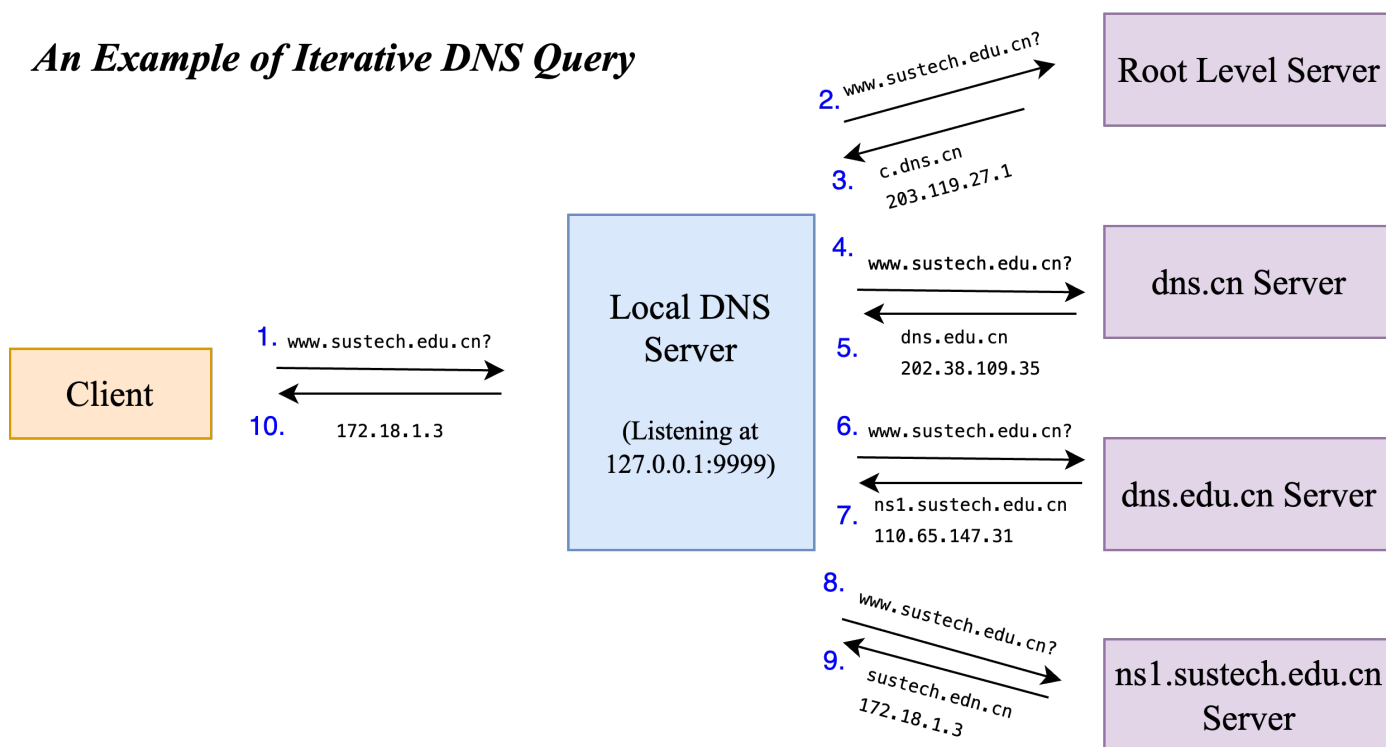 An Example of Iterative DNS Query
Client
1.
www.sustech.edu.cn?
10.
172.18.1.3
Local DNS
Server
(Listening at
127.0.0.1:9999)
2.
www.sustech.edu.cn?
3.
c.dns.cn
203.119.27.1
Root Level Server
4.
www.sustech.edu.cn?
5.
dns.edu.cn
202.38.109.35
dns.cn Server
6.
www.sustech.edu.cn?
7.
ns1.sustech.edu.cn
110.65.147.31
dns.edu.cn Server
8.
www.sustech.edu.cn?
9.
sustech.edn.cn
172.18.1.3
ns1.sustech.edu.cn
Server